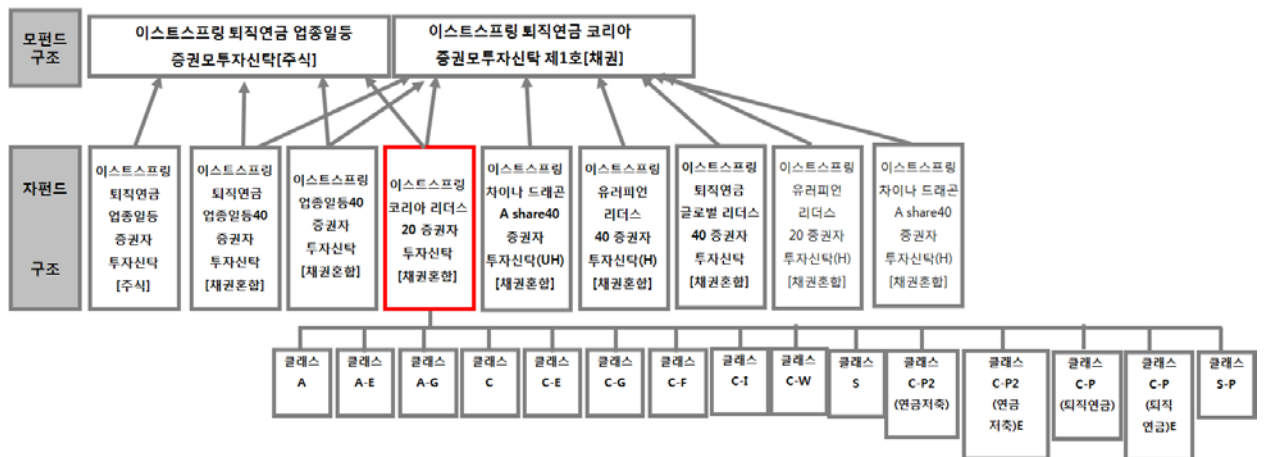 모펀드
구조
이스트스프링 퇴직연금 업종일등
증권모투자신탁[주식]
이스트스프링 퇴직연금 코리아
증권모투자신탁 제1호[채권]
자펀드
구조
이스트스프링
퇴직연금
업종일등
증권자
투자신탁
[주식]
이스트스프링
퇴직연금
업종일등40
증권자
투자신탁
[채권혼합]
이스트스프링
업종일등40
증권자
투자신탁
[채권혼합]
이스트스프링
코리아 리더스
20 증권자
투자신탁
[채권혼합]
이스트스프링
차이나 드래곤
A share40
증권자
투자신탁(UH)
[채권혼합]
이스트스프링
유러피언
리더스
40 증권자
투자신탁(H)
[채권혼합]
이스트스프링
퇴직연금
글로벌 리더스
40 증권자
투자신탁
[채권혼합]
이스트스프링
유러피언
리더스
20 증권자
투자신탁(H)
[채권혼합]
이스트스프링
차이나 드래곤
A share40
증권자
투자신탁(H)
[채권혼합]
클래스
A
클래스
A-E
클래스
A-G
클래스
C
클래스
C-E
클래스
C-G
클래스
C-F
클래스
C-I
클래스
C-W
클래스
S
클래스
C-P2
(연금저축)
클래스
C-P2
(연금
저축)E
클래스
C-P
(퇴직연금)
클래스
C-P
(퇴직
연금)E
클래스
S-P